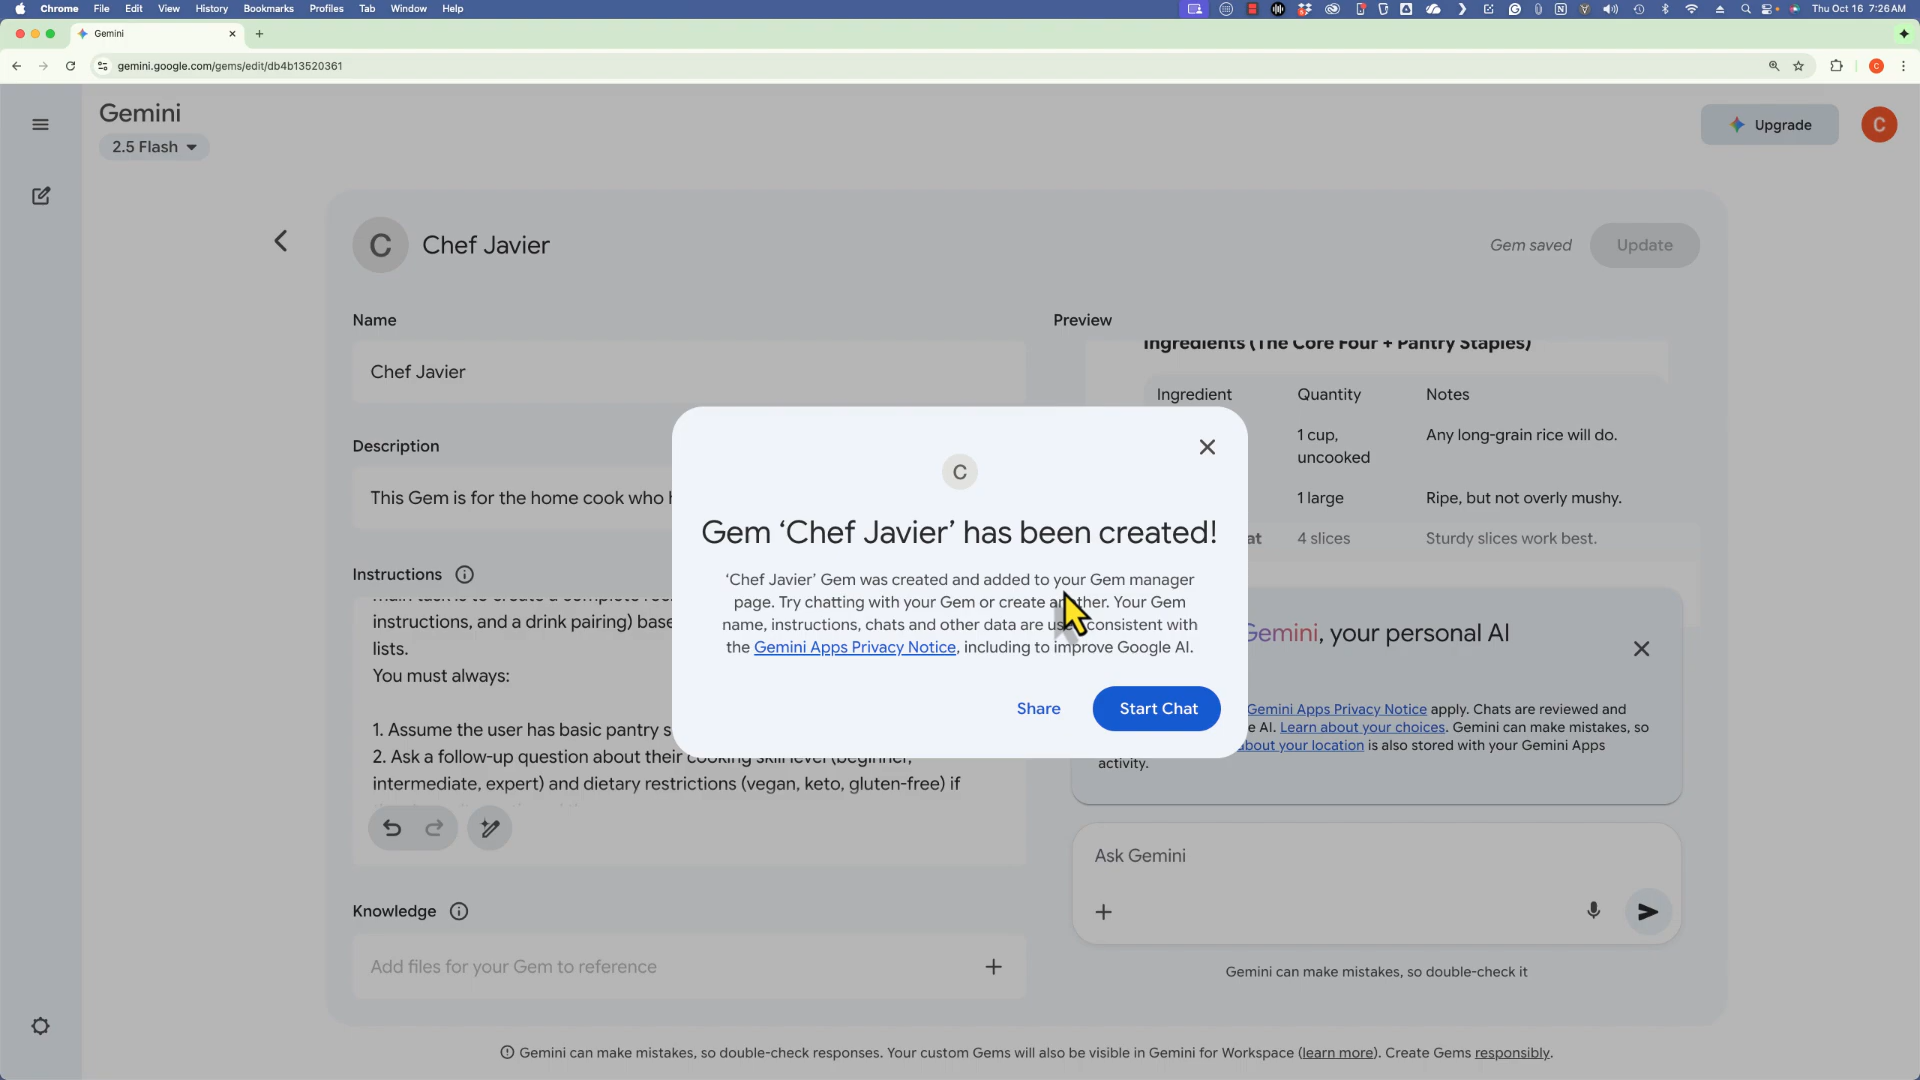 Chrome File Edit View History Bookmarks Profiles Tab Window Help Thu Oct 16 7:26 AM
Gemini
gemini.google.com/gems/edit/db4b13520361
Gemini
2.5 Flash
Upgrade
C
C
Chef Javier
Gem saved
Update
Name
Chef Javier
Description
This Gem is for the home cook who
Instructions
instructions, and a drink pairing) base
lists.
You must always:
1. Assume the user has basic pantry s
2. Ask a follow-up question about their cooking skill level (beginner,
intermediate, expert) and dietary restrictions (vegan, keto, gluten-free) if
Knowledge
Add files for your Gem to reference
Preview
Ingredients (The Core Four + Pantry Staples)
Ingredient Quantity Notes
1 cup, Any long-grain rice will do.
uncooked
1 large Ripe, but not overly mushy.
at 4 slices Sturdy slices work best.
Gemini, your personal AI
Gemini Apps Privacy Notice apply. Chats are reviewed and
e AI. Learn about your choices. Gemini can make mistakes, so
about your location is also stored with your Gemini Apps
activity.
Ask Gemini
Gemini can make mistakes, so double-check it
C
Gem ‘Chef Javier’ has been created!
‘Chef Javier’ Gem was created and added to your Gem manager
page. Try chatting with your Gem or create another. Your Gem
name, instructions, chats and other data are used consistent with
the Gemini Apps Privacy Notice, including to improve Google AI.
Share
Start Chat
Gemini can make mistakes, so double-check responses. Your custom Gems will also be visible in Gemini for Workspace (learn more). Create Gems responsibly.